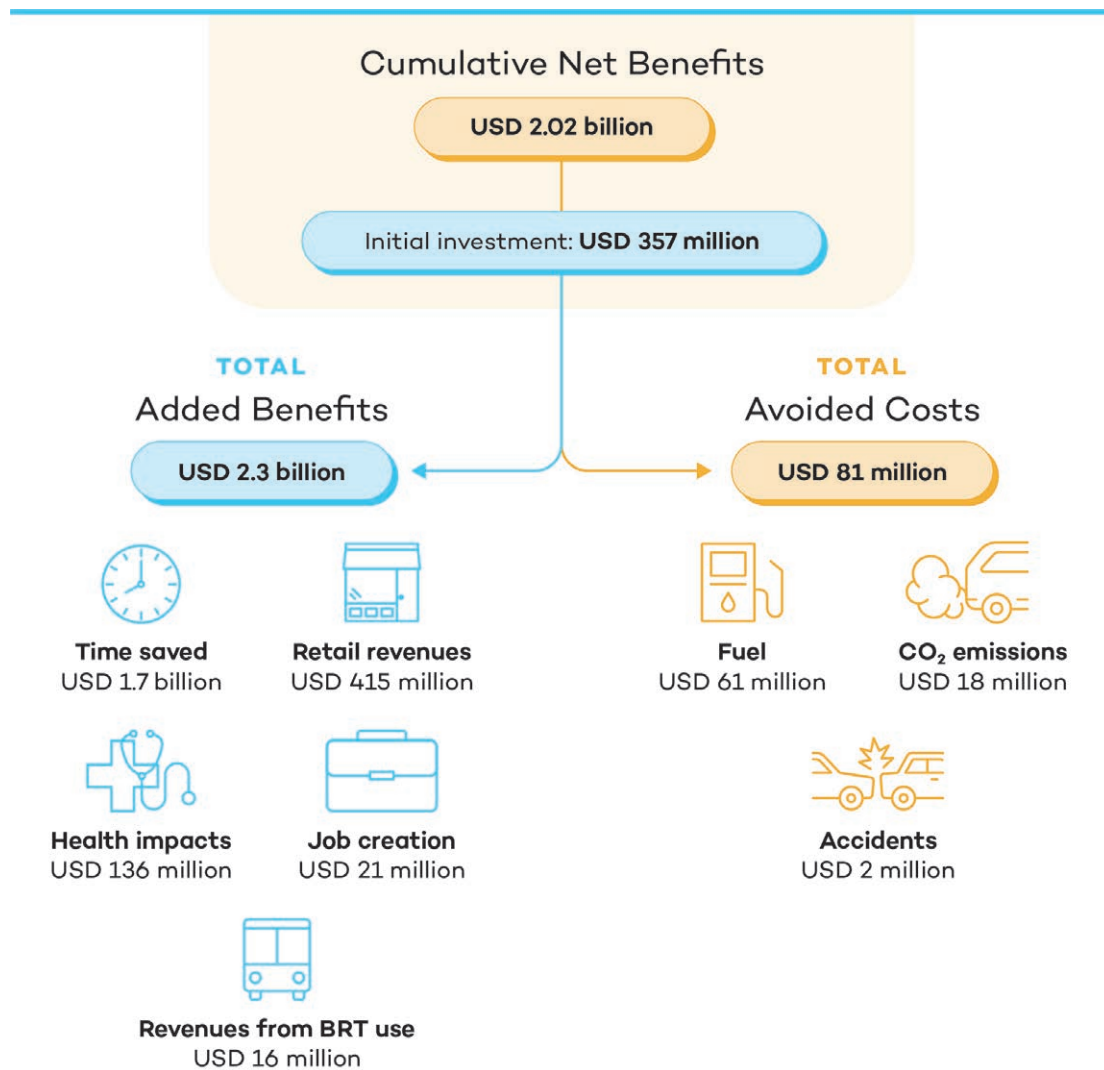 Cumulative Net Benefits
USD 2.02 billion
Initial investment: USD 357 million
TOTAL
Added Benefits
USD 2.3 billion
Time saved
USD 1.7 billion
Retail revenues
USD 415 million
Health impacts
USD 136 million
Job creation
USD 21 million
Revenues from BRT use
USD 16 million
TOTAL
Avoided Costs
USD 81 million
Fuel
USD 61 million
CO₂ emissions
USD 18 million
Accidents
USD 2 million